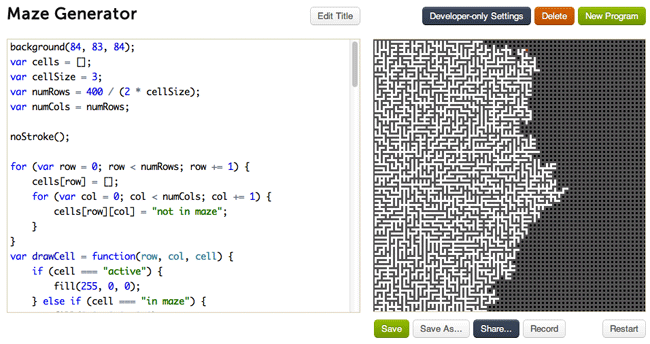 Maze Generator
Edit Title
Developer-only Settings
Delete
New Program
background(84, 83, 84);
var cells = [];
var cellSize = 3;
var numRows = 400 / (2 * cellSize);
var numCols = numRows;
noStroke();
for (var row = 0; row < numRows; row += 1) {
cells[row] = [];
for (var col = 0; col < numCols; col += 1) {
cells[row][col] = "not in maze";
}
}
var drawCell = function(row, col, cell) {
if (cell === "active") {
fill(255, 0, 0);
} else if (cell === "in maze") {
Save
Save As...
Share...
Record
Restart